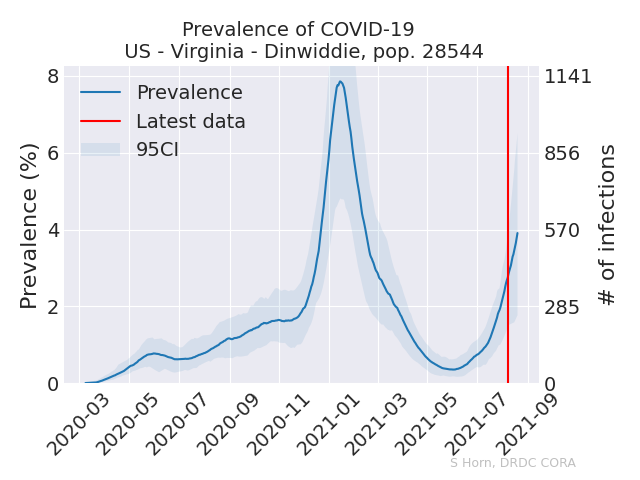 Prevalence of COVID-19
US - Virginia - Dinwiddie, pop. 28544
Prevalence
Latest data
95CI
Prevalence (%)
8
6
4
2
0
1141
856
570
285
0
# of infections
2020-03
2020-05
2020-07
2020-09
2020-11
2021-01
2021-03
2021-05
2021-07
2021-09
S Horn, DRDC CORA